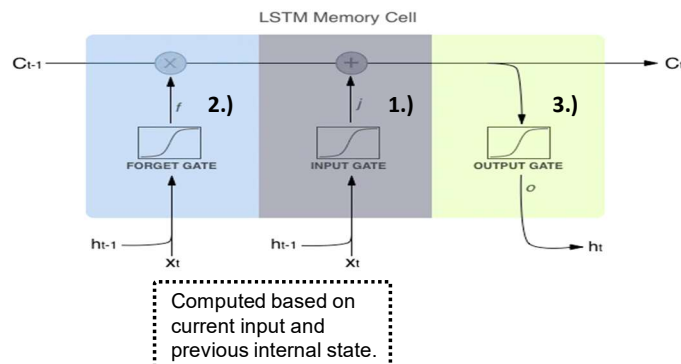 LSTM Memory Cell
Ct-1
Ct
f
2.)
j
1.)
3.)
FORGET GATE
INPUT GATE
OUTPUT GATE
o
ht-1
xt
ht-1
xt
ht
Computed based on
current input and
previous internal state.